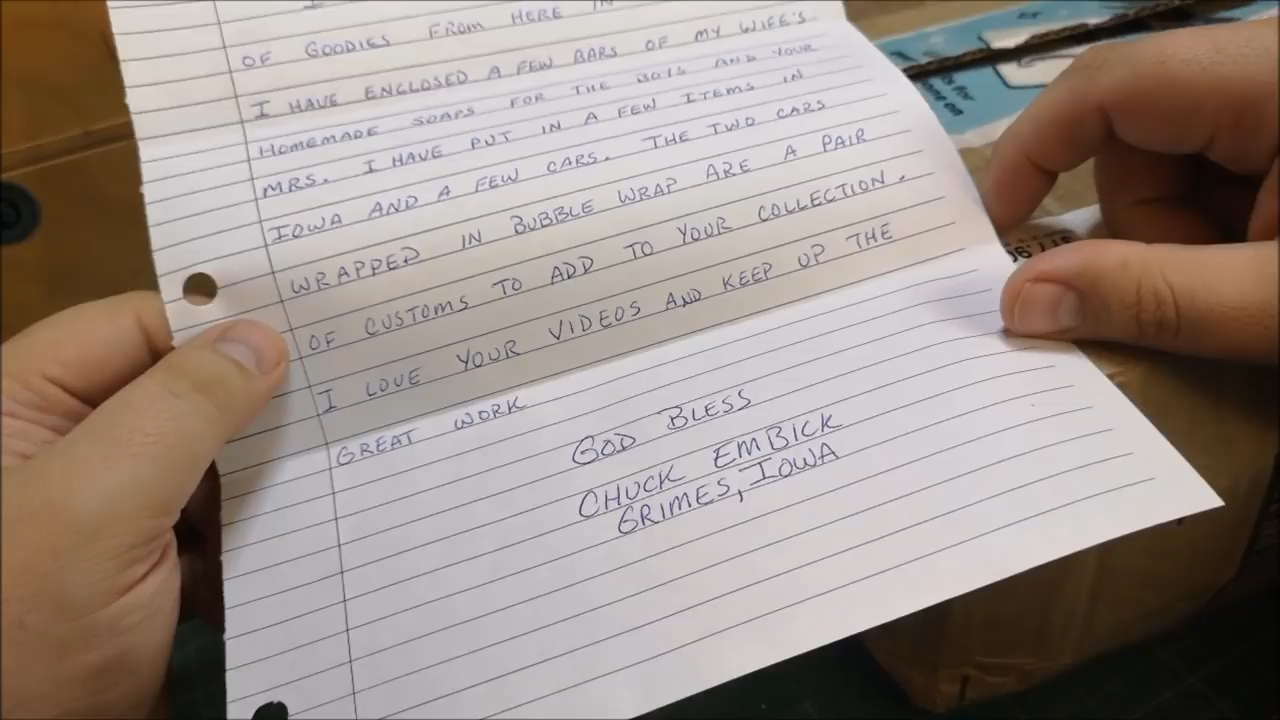 OF GOODIES FROM HERE IN
I HAVE ENCLOSED A FEW BARS OF MY WIFE'S
HOMEMADE SOAPS FOR THE BOIS AND YOUR
MRS. I HAVE PUT IN A FEW ITEMS IN
IOWA AND A FEW CARS. THE TWO CARS
WRAPPED IN BUBBLE WRAP ARE A PAIR
OF CUSTOMS TO ADD TO YOUR COLLECTION.
I LOVE YOUR VIDEOS AND KEEP UP THE
GREAT WORK
GOD BLESS
CHUCK EMBICK
GRIMES, IOWA